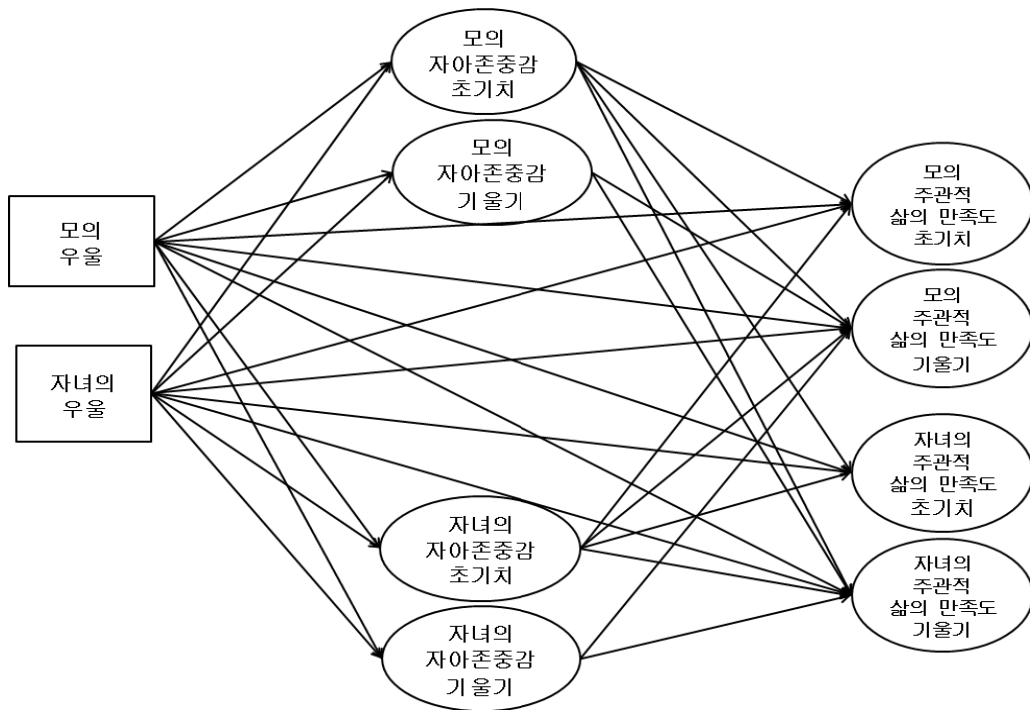 모의
자아존중감
초기치
모의
자아존중감
기울기
모의
우울
자녀의
우울
자녀의
자아존중감
초기치
자녀의
자아존중감
기울기
모의
주관적
삶의 만족도
초기치
모의
주관적
삶의 만족도
기울기
자녀의
주관적
삶의 만족도
초기치
자녀의
주관적
삶의 만족도
기울기